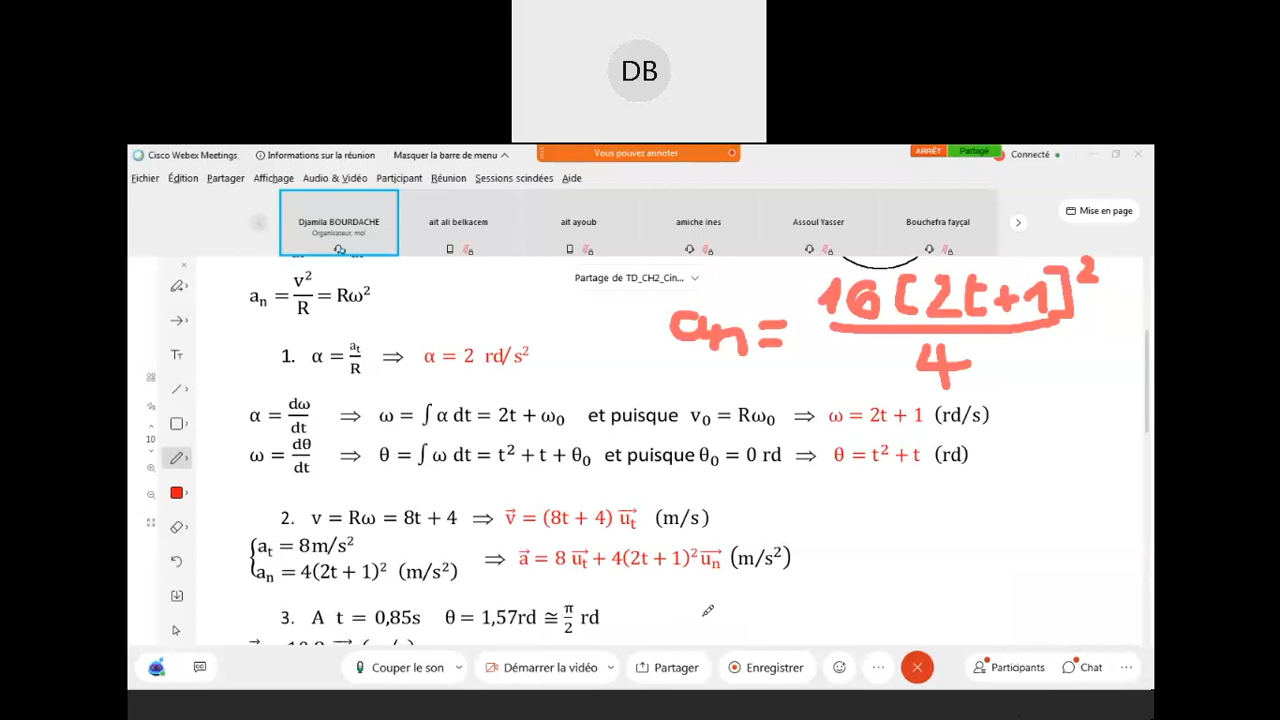 DB
Cisco Webex Meetings
Informations sur la réunion
Masquer la barre de menu
Vous pouvez annoter
ARRÊT
Partagé
Connecté
Fichier Édition Partager Affichage Audio & Vidéo Participant Réunion Sessions scindées Aide
Djamila BOURDACHE
Organisateur, moi
ait ali belkacem
ait ayoub
amiche ines
Assoul Yasser
Bouchefra fayçal
Mise en page
Partage de TD_CH2_Cin...
aₙ = v²/R = Rω²
an = 16[2t+1]²/4
1. α = aₜ/R ⇒ α = 2 rd/s²
α = dω/dt ⇒ ω = ∫ α dt = 2t + ω₀ et puisque v₀ = Rω₀ ⇒ ω = 2t + 1 (rd/s)
ω = dθ/dt ⇒ θ = ∫ ω dt = t² + t + θ₀ et puisque θ₀ = 0 rd ⇒ θ = t² + t (rd)
2. v = Rω = 8t + 4 ⇒ v⃗ = (8t + 4) u⃗ₜ (m/s)
{aₜ = 8m/s²
aₙ = 4(2t + 1)² (m/s²) ⇒ a⃗ = 8 u⃗ₜ + 4(2t + 1)² u⃗ₙ (m/s²)
3. A t = 0,85s θ = 1,57rd ≅ π/2 rd
Tт
10
Couper le son
Démarrer la vidéo
Partager
Enregistrer
Participants
Chat